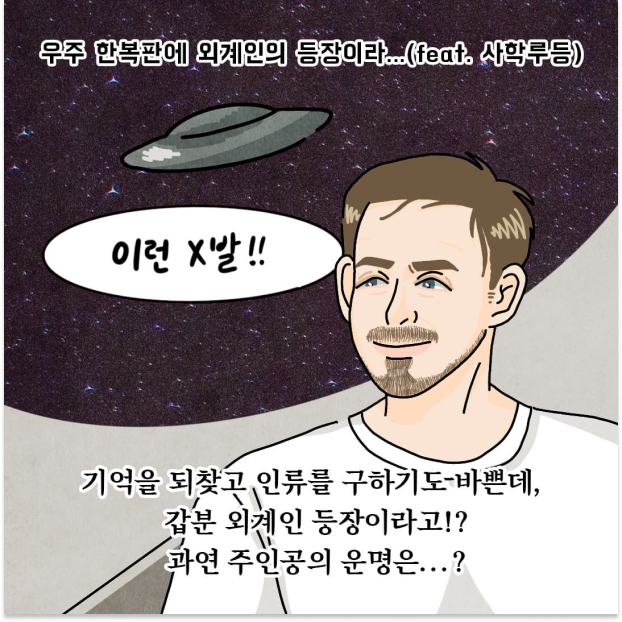 우주 한복판에 외계인의 등장이라...(feat. 사학루등)
이런 X발!!
기억을 되찾고 인류를 구하기도 바쁜데,
갑분 외계인 등장이라고!?
과연 주인공의 운명은...?